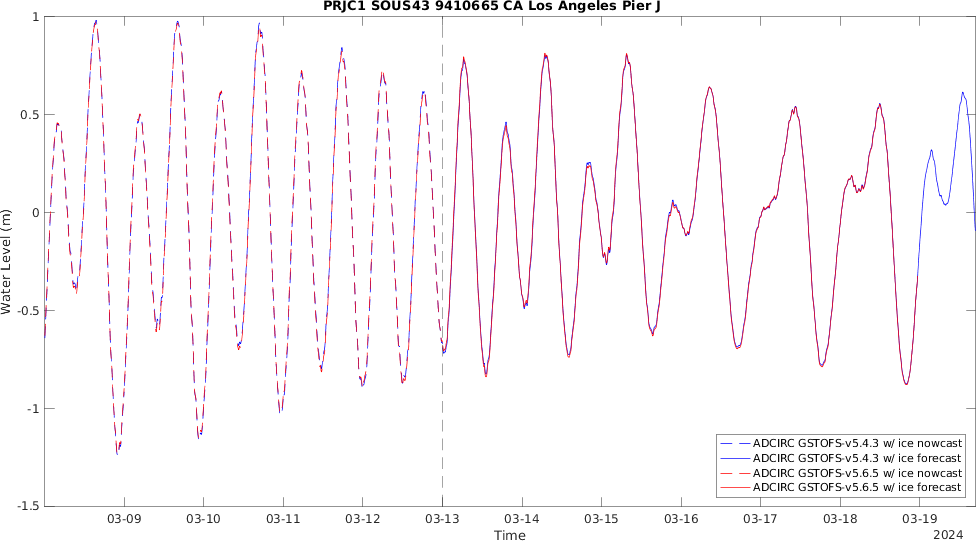 PRJC1 SOUS43 9410665 CA Los Angeles Pier J
1
0.5
0
-0.5
-1
-1.5
Water Level (m)
ADCIRC GSTOFS-v5.4.3 w/ ice nowcast
ADCIRC GSTOFS-v5.4.3 w/ ice forecast
ADCIRC GSTOFS-v5.6.5 w/ ice nowcast
ADCIRC GSTOFS-v5.6.5 w/ ice forecast
03-09 03-10 03-11 03-12 03-13 03-14 03-15 03-16 03-17 03-18 03-19
Time
2024